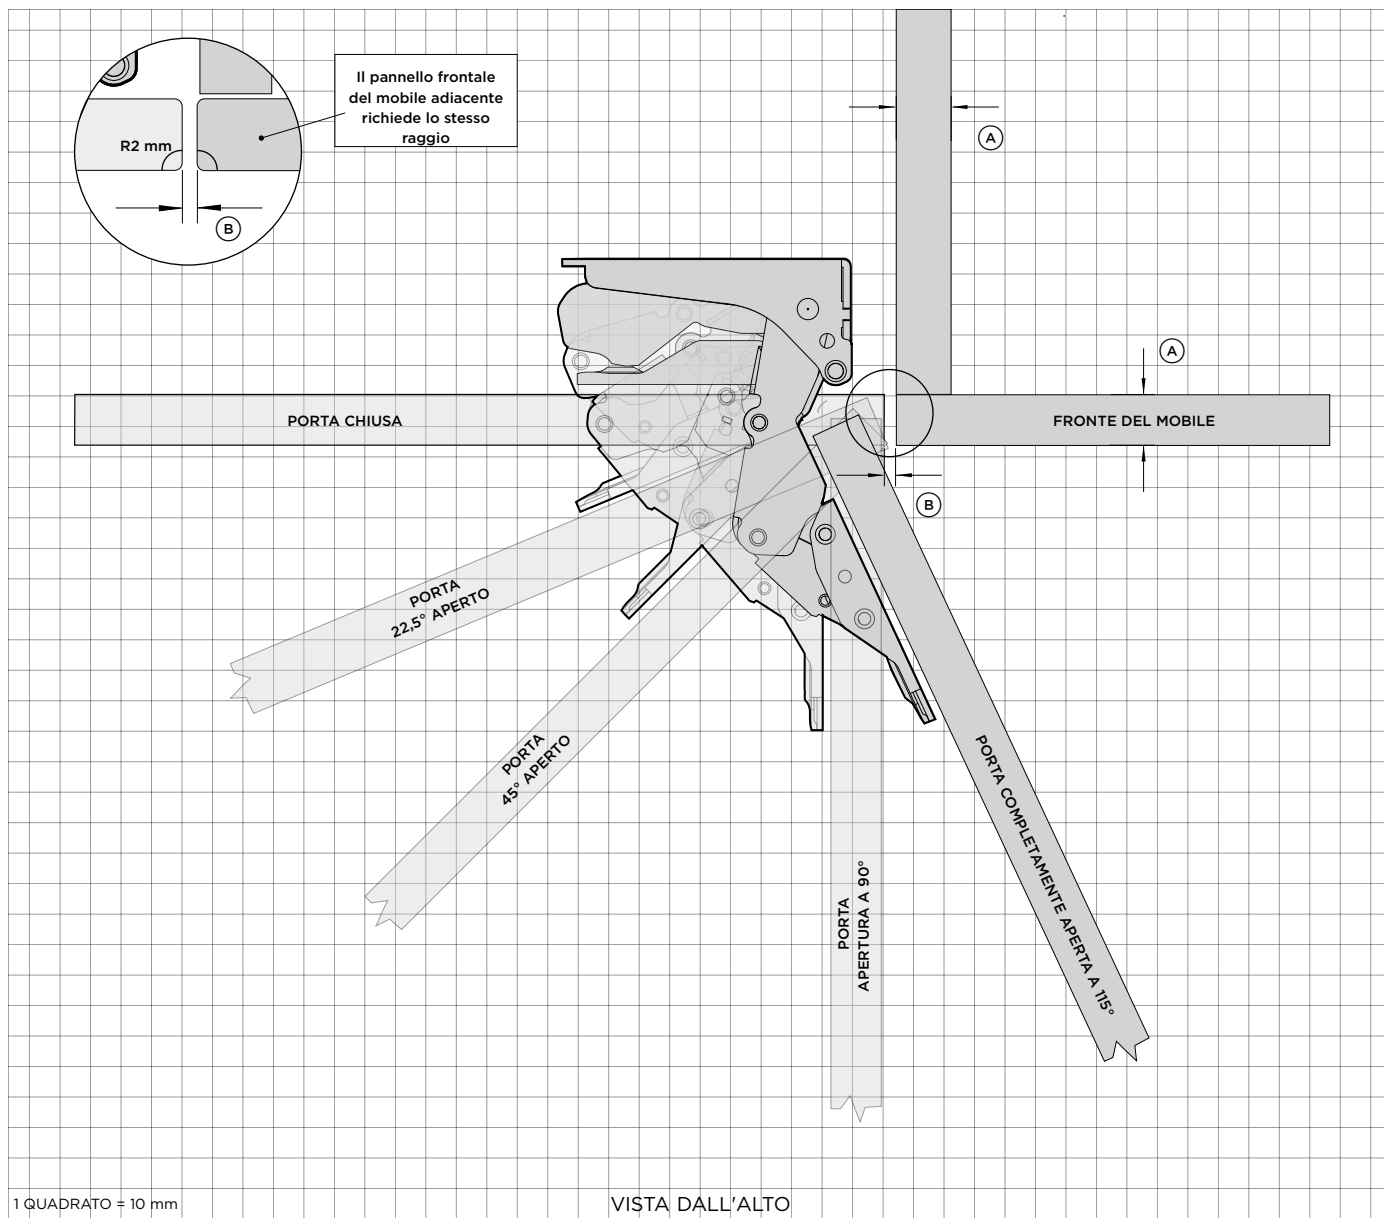 Il pannello frontale
del mobile adiacente
richiede lo stesso
raggio
R2 mm
B
A
A
PORTA CHIUSA
FRONTE DEL MOBILE
B
PORTA
22,5° APERTO
PORTA
45° APERTO
PORTA
APERTURA A 90°
PORTA COMPLETAMENTE APERTA A 115°
1 QUADRATO = 10 mm
VISTA DALL'ALTO